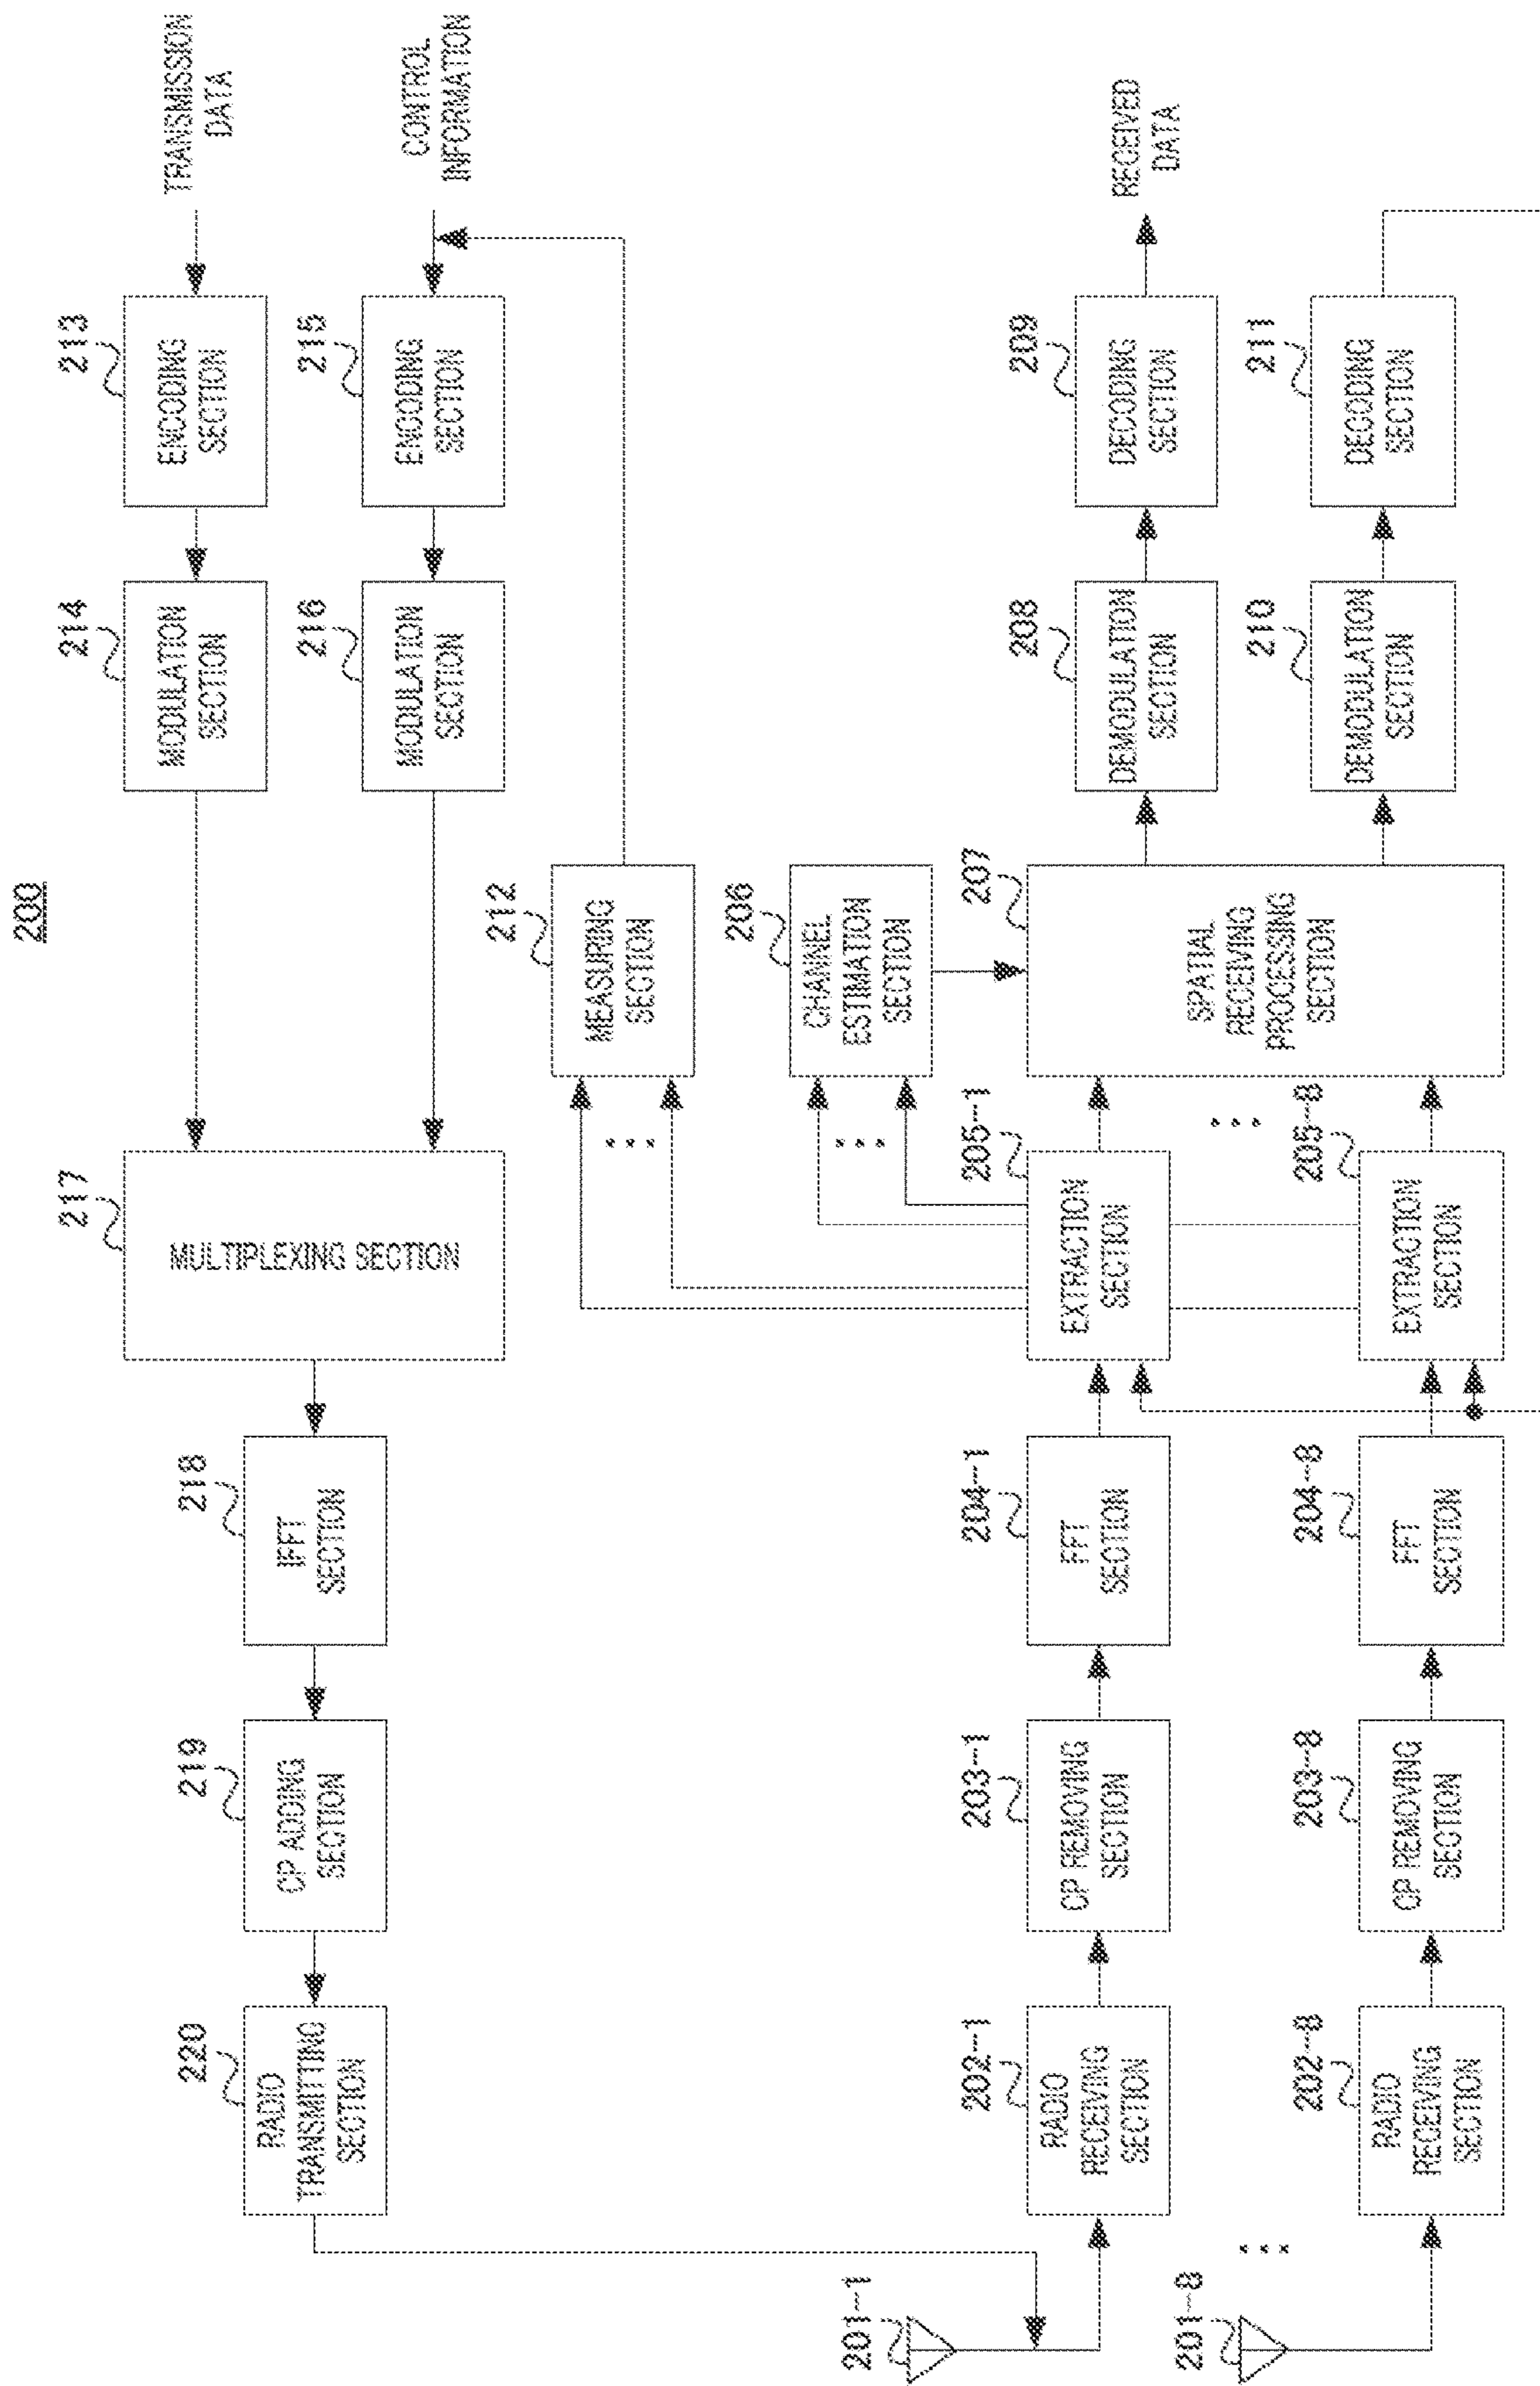 200
TRANSMISSION
DATA
CONTROL
INFORMATION
213
ENCODING
SECTION
215
ENCODING
SECTION
214
MODULATION
SECTION
216
MODULATION
SECTION
217
MULTIPLEXING SECTION
218
IFFT
SECTION
219
CP ADDING
SECTION
220
RADIO
TRANSMITTING
SECTION
212
MEASURING
SECTION
206
CHANNEL
ESTIMATION
SECTION
201-1
202-1
RADIO
RECEIVING
SECTION
203-1
CP REMOVING
SECTION
204-1
FFT
SECTION
205-1
EXTRACTION
SECTION
207
SPATIAL
RECEIVING
PROCESSING
SECTION
208
DEMODULATION
SECTION
209
DECODING
SECTION
RECEIVED
DATA
...
...
...
...
201-8
202-8
RADIO
RECEIVING
SECTION
203-8
CP REMOVING
SECTION
204-8
FFT
SECTION
205-8
EXTRACTION
SECTION
210
DEMODULATION
SECTION
211
DECODING
SECTION